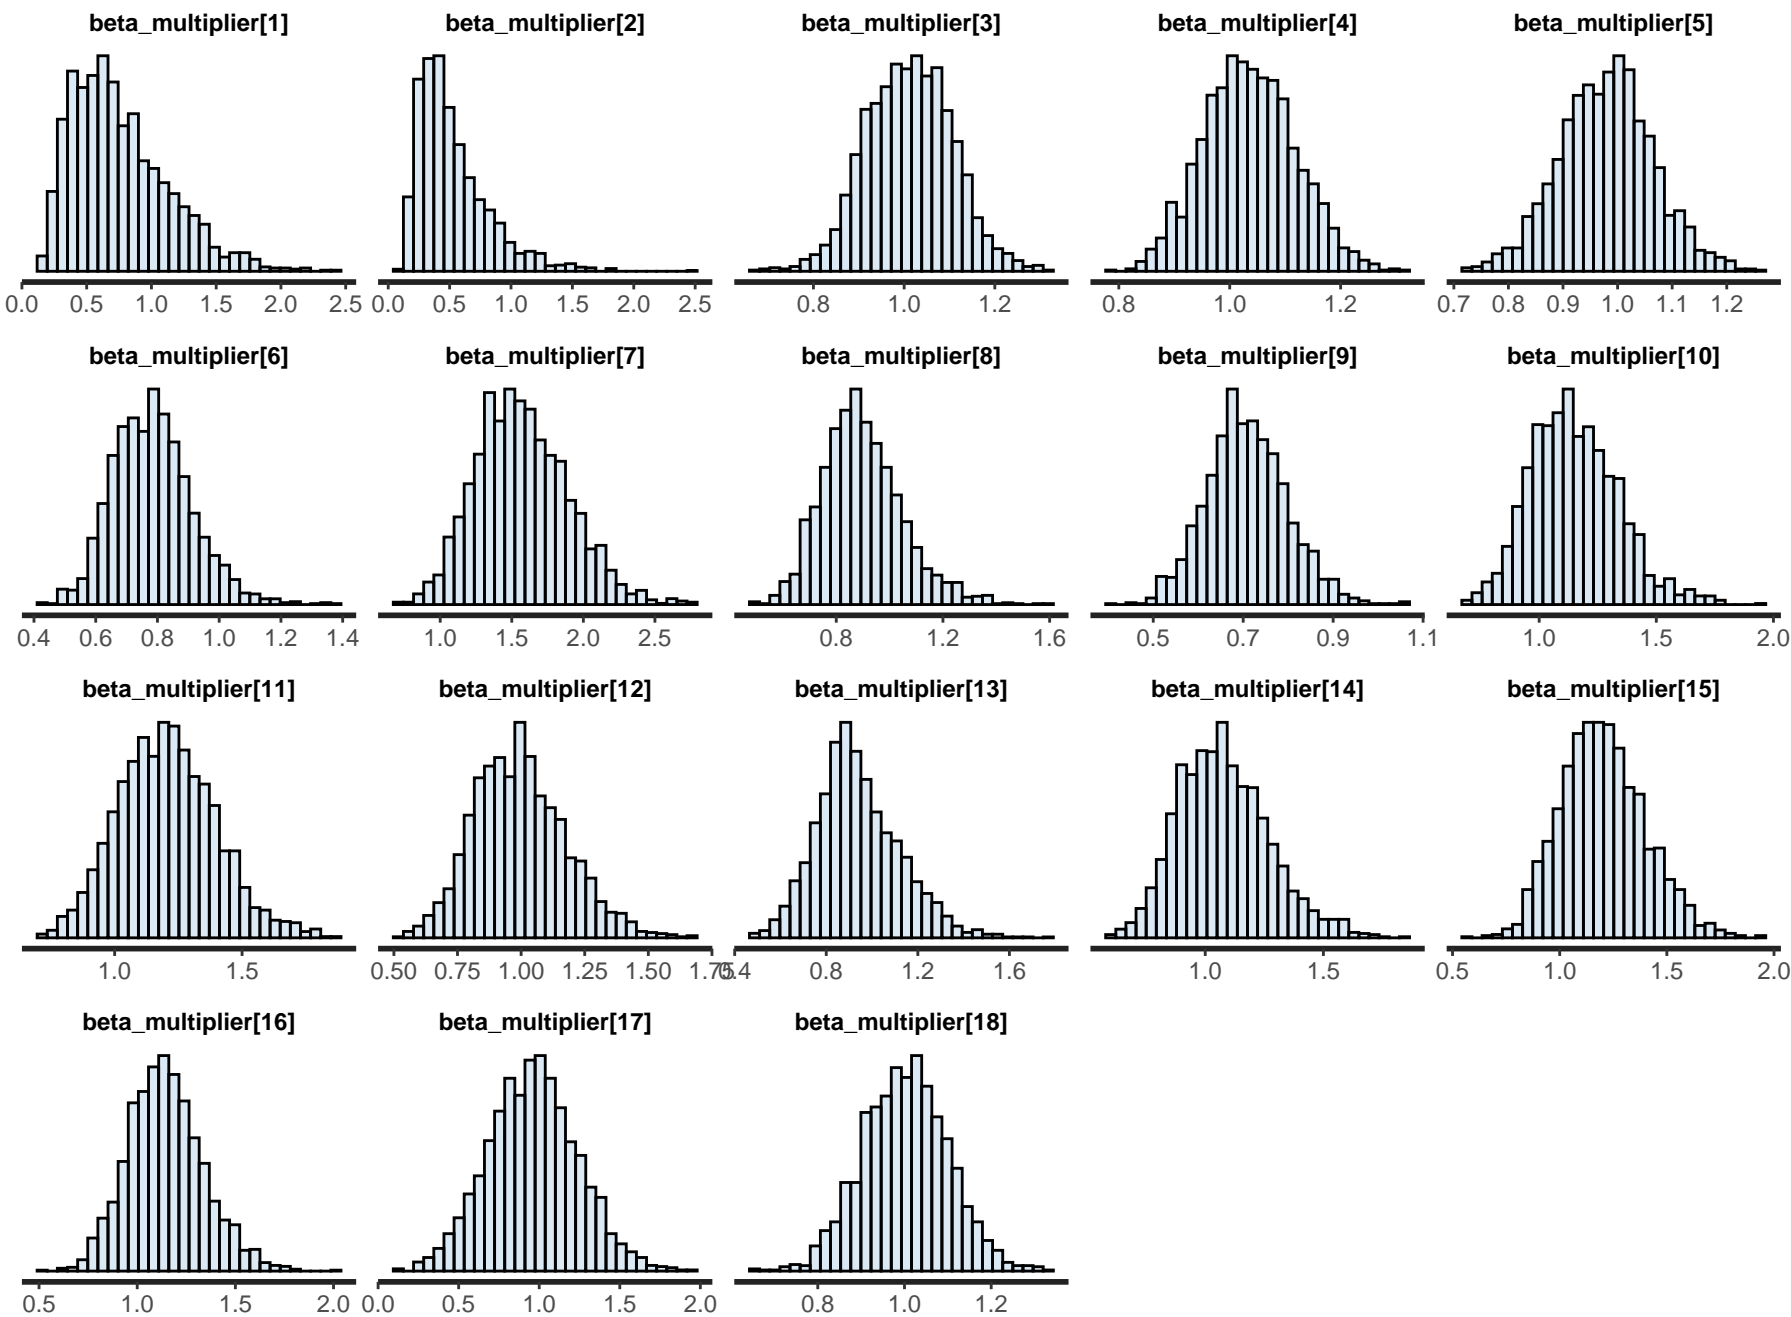 beta_multiplier[1] beta_multiplier[2] beta_multiplier[3] beta_multiplier[4] beta_multiplier[5]
0.0 0.5 1.0 1.5 2.0 2.5 0.0 0.5 1.0 1.5 2.0 2.5 0.8 1.0 1.2 0.8 1.0 1.2 0.7 0.8 0.9 1.0 1.1 1.2
beta_multiplier[6] beta_multiplier[7] beta_multiplier[8] beta_multiplier[9] beta_multiplier[10]
0.4 0.6 0.8 1.0 1.2 1.4 1.0 1.5 2.0 2.5 0.8 1.2 1.6 0.5 0.7 0.9 1.1 1.0 1.5 2.0
beta_multiplier[11] beta_multiplier[12] beta_multiplier[13] beta_multiplier[14] beta_multiplier[15]
1.0 1.5 0.50 0.75 1.00 1.25 1.50 1.75 0.4 0.8 1.2 1.6 1.0 1.5 0.5 1.0 1.5 2.0
beta_multiplier[16] beta_multiplier[17] beta_multiplier[18]
0.5 1.0 1.5 2.0 0.0 0.5 1.0 1.5 2.0 0.8 1.0 1.2